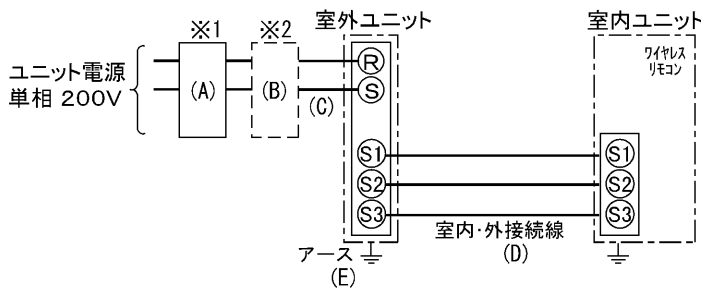 ※1
※2
室外ユニット
室内ユニット
ユニット電源
単相 200V
(A)
(B)
(C)
R
S
ワイヤレス
リモコン
S1
S2
S3
S1
S2
S3
室内・外接続線
(D)
アース
(E)